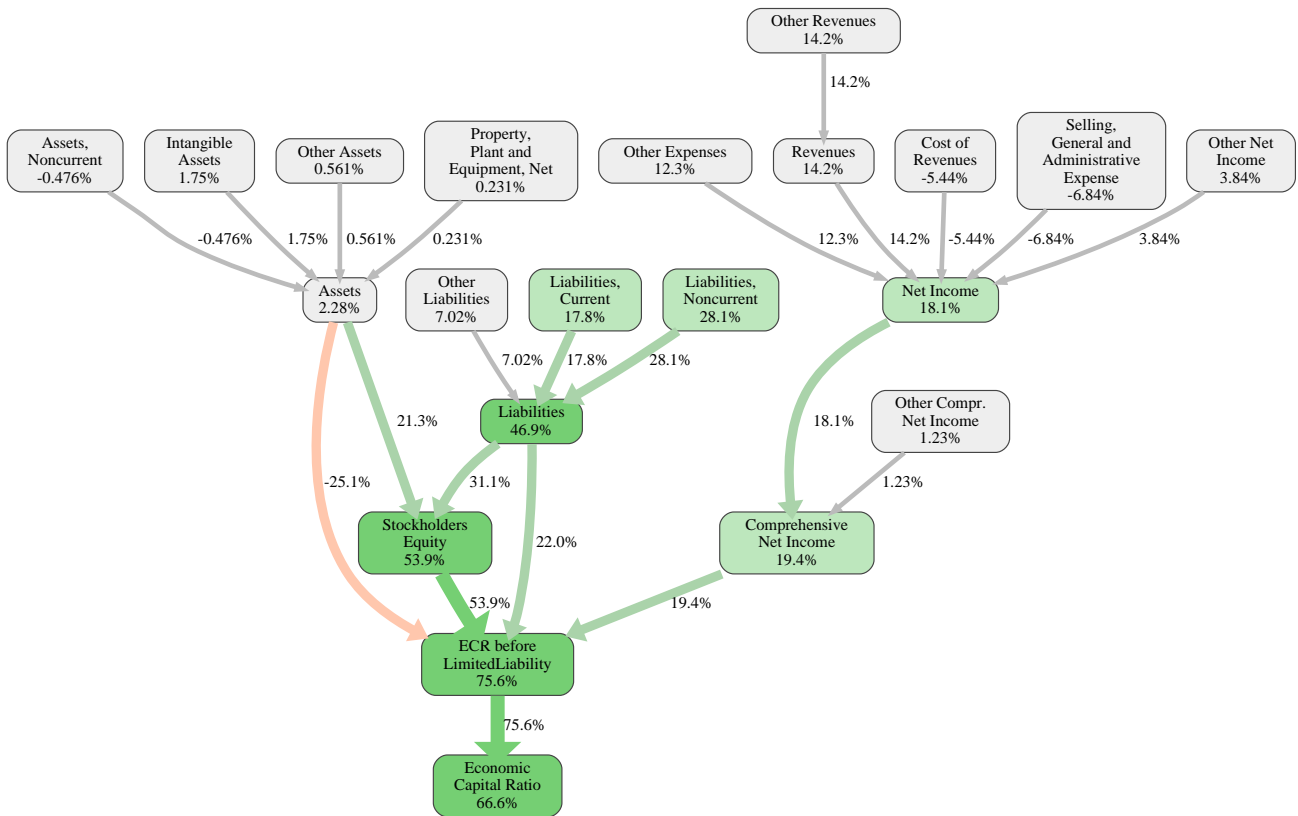 Other Revenues
14.2%
14.2%
Assets,
Noncurrent
-0.476%
Intangible
Assets
1.75%
Other Assets
0.561%
Property,
Plant and
Equipment, Net
0.231%
Other Expenses
12.3%
Revenues
14.2%
Cost of
Revenues
-5.44%
Selling,
General and
Administrative
Expense
-6.84%
Other Net
Income
3.84%
-0.476%
1.75%
0.561%
0.231%
12.3%
14.2%
-5.44%
-6.84%
3.84%
Assets
2.28%
Other
Liabilities
7.02%
Liabilities,
Current
17.8%
Liabilities,
Noncurrent
28.1%
Net Income
18.1%
7.02%
17.8%
28.1%
Liabilities
46.9%
21.3%
18.1%
Other Compr.
Net Income
1.23%
-25.1%
31.1%
1.23%
Stockholders
Equity
53.9%
22.0%
Comprehensive
Net Income
19.4%
53.9%
19.4%
ECR before
LimitedLiability
75.6%
75.6%
Economic
Capital Ratio
66.6%